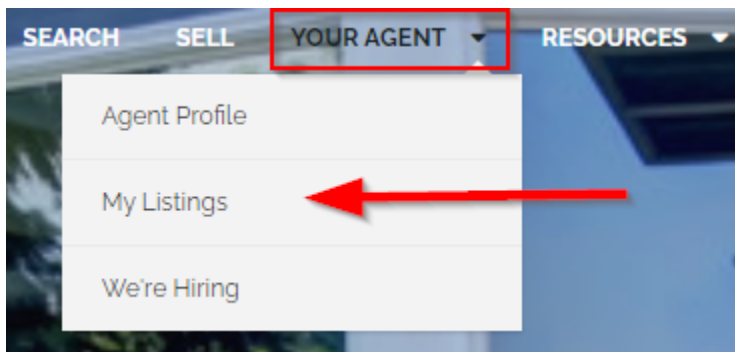 SEARCH SELL YOUR AGENT RESOURCES
Agent Profile
My Listings
We're Hiring